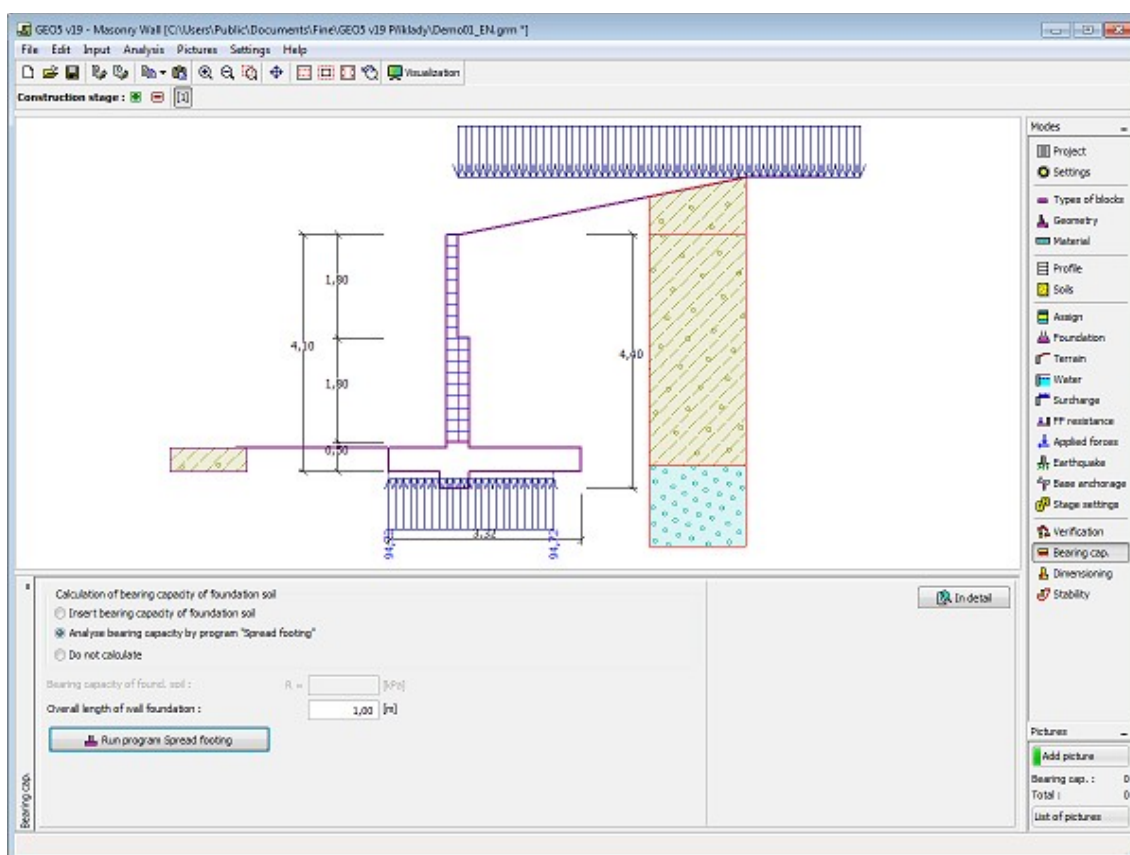 GEO5 v19 - Masonry Wall [C:\Users\Public\Documents\Fine\GEO5 v19 Příklady\Demo01_EN.gmm *]
File Edit Input Analysis Pictures Settings Help
Visualization
Construction stage : [1]
4,10
1,80
1,80
0,50
4,40
3,32
94,72
Modes
Project
Settings
Types of blocks
Geometry
Material
Profile
Soils
Assign
Foundation
Terrain
Water
Surcharge
FF resistance
Applied forces
Earthquake
Base anchorage
Stage settings
Verification
Bearing cap.
Dimensioning
Stability
Bearing cap.
Calculation of bearing capacity of foundation soil
Insert bearing capacity of foundation soil
Analyse bearing capacity by program "Spread footing"
Do not calculate
Bearing capacity of found. soil : R = [kPa]
Overall length of wall foundation : 1,00 [m]
Run program Spread footing
In detail
Pictures
Add picture
Bearing cap. : 0
Total : 0
List of pictures